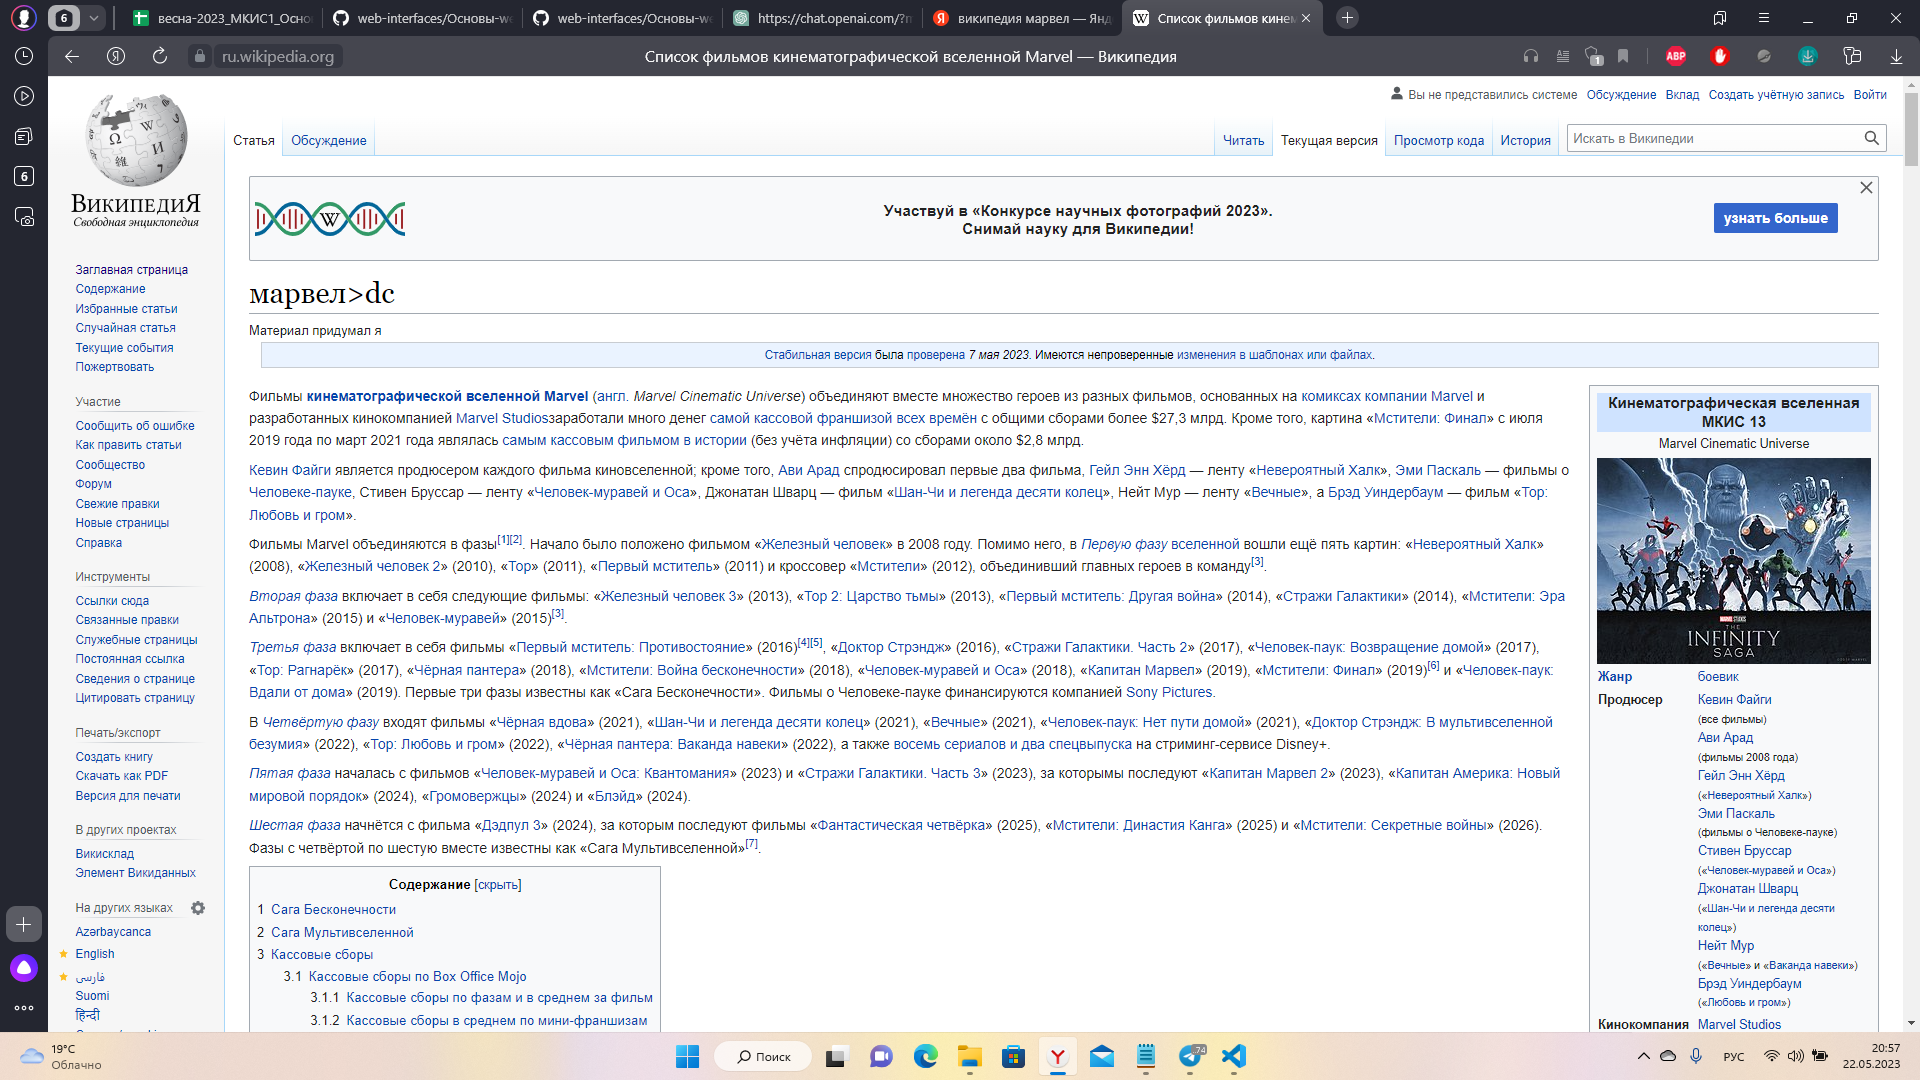 весна-2023_МКИС1_Осно
web-interfaces/Основы-we
web-interfaces/Основы-we
https://chat.openai.com/?m
википедия марвел — Янд
Список фильмов кинем
6
ru.wikipedia.org
Список фильмов кинематографической вселенной Marvel — Википедия
1
ABP
6
Википедия
Свободная энциклопедия
Вы не представились системе Обсуждение Вклад Создать учётную запись Войти
Статья Обсуждение
Читать Текущая версия Просмотр кода История
Искать в Википедии
Участвуй в «Конкурсе научных фотографий 2023».
Снимай науку для Википедии!
узнать больше
Заглавная страница
Содержание
Избранные статьи
Случайная статья
Текущие события
Пожертвовать
Участие
Сообщить об ошибке
Как править статьи
Сообщество
Форум
Свежие правки
Новые страницы
Справка
Инструменты
Ссылки сюда
Связанные правки
Служебные страницы
Постоянная ссылка
Сведения о странице
Цитировать страницу
Печать/экспорт
Создать книгу
Скачать как PDF
Версия для печати
В других проектах
Викисклад
Элемент Викиданных
На других языках
Azərbaycanca
English
فارسی
Suomi
हिन्दी
марвел>dc
Материал придумал я
Стабильная версия была проверена 7 мая 2023. Имеются непроверенные изменения в шаблонах или файлах.
Фильмы кинематографической вселенной Marvel (англ. Marvel Cinematic Universe) объединяют вместе множество героев из разных фильмов, основанных на комиксах компании Marvel и
разработанных кинокомпанией Marvel Studiosзаработали много денег самой кассовой франшизой всех времён с общими сборами более $27,3 млрд. Кроме того, картина «Мстители: Финал» с июля
2019 года по март 2021 года являлась самым кассовым фильмом в истории (без учёта инфляции) со сборами около $2,8 млрд.
Кевин Файги является продюсером каждого фильма киновселенной; кроме того, Ави Арад спродюсировал первые два фильма, Гейл Энн Хёрд — ленту «Невероятный Халк», Эми Паскаль — фильмы о
Человеке-пауке, Стивен Бруссар — ленту «Человек-муравей и Оса», Джонатан Шварц — фильм «Шан-Чи и легенда десяти колец», Нейт Мур — ленту «Вечные», а Брэд Уиндербаум — фильм «Тор:
Любовь и гром».
Фильмы Marvel объединяются в фазы[1][2]. Начало было положено фильмом «Железный человек» в 2008 году. Помимо него, в Первую фазу вселенной вошли ещё пять картин: «Невероятный Халк»
(2008), «Железный человек 2» (2010), «Тор» (2011), «Первый мститель» (2011) и кроссовер «Мстители» (2012), объединивший главных героев в команду[3].
Вторая фаза включает в себя следующие фильмы: «Железный человек 3» (2013), «Тор 2: Царство тьмы» (2013), «Первый мститель: Другая война» (2014), «Стражи Галактики» (2014), «Мстители: Эра
Альтрона» (2015) и «Человек-муравей» (2015)[3].
Третья фаза включает в себя фильмы «Первый мститель: Противостояние» (2016)[4][5], «Доктор Стрэндж» (2016), «Стражи Галактики. Часть 2» (2017), «Человек-паук: Возвращение домой» (2017),
«Тор: Рагнарёк» (2017), «Чёрная пантера» (2018), «Мстители: Война бесконечности» (2018), «Человек-муравей и Оса» (2018), «Капитан Марвел» (2019), «Мстители: Финал» (2019)[6] и «Человек-паук:
Вдали от дома» (2019). Первые три фазы известны как «Сага Бесконечности». Фильмы о Человеке-пауке финансируются компанией Sony Pictures.
В Четвёртую фазу входят фильмы «Чёрная вдова» (2021), «Шан-Чи и легенда десяти колец» (2021), «Вечные» (2021), «Человек-паук: Нет пути домой» (2021), «Доктор Стрэндж: В мультивселенной
безумия» (2022), «Тор: Любовь и гром» (2022), «Чёрная пантера: Ваканда навеки» (2022), а также восемь сериалов и два спецвыпуска на стриминг-сервисе Disney+.
Пятая фаза началась с фильмов «Человек-муравей и Оса: Квантомания» (2023) и «Стражи Галактики. Часть 3» (2023), за которымы последуют «Капитан Марвел 2» (2023), «Капитан Америка: Новый
мировой порядок» (2024), «Громовержцы» (2024) и «Блэйд» (2024).
Шестая фаза начнётся с фильма «Дэдпул 3» (2024), за которым последуют фильмы «Фантастическая четвёрка» (2025), «Мстители: Династия Канга» (2025) и «Мстители: Секретные войны» (2026).
Фазы с четвёртой по шестую вместе известны как «Сага Мультивселенной»[7].
Содержание [скрыть]
1 Сага Бесконечности
2 Сага Мультивселенной
3 Кассовые сборы
3.1 Кассовые сборы по Box Office Mojo
3.1.1 Кассовые сборы по фазам и в среднем за фильм
3.1.2 Кассовые сборы в среднем по мини-франшизам
Кинематографическая вселенная
МКИС 13
Marvel Cinematic Universe
MARVEL STUDIOS
THE
INFINITY
SAGA
Жанр боевик
Продюсер Кевин Файги
(все фильмы)
Ави Арад
(фильмы 2008 года)
Гейл Энн Хёрд
(«Невероятный Халк»)
Эми Паскаль
(фильмы о Человеке-пауке)
Стивен Бруссар
(«Человек-муравей и Оса»)
Джонатан Шварц
(«Шан-Чи и легенда десяти
колец»)
Нейт Мур
(«Вечные» и «Ваканда навеки»)
Брэд Уиндербаум
(«Любовь и гром»)
Кинокомпания Marvel Studios
19°C
Облачно
Поиск
74
РУС
20:57
22.05.2023